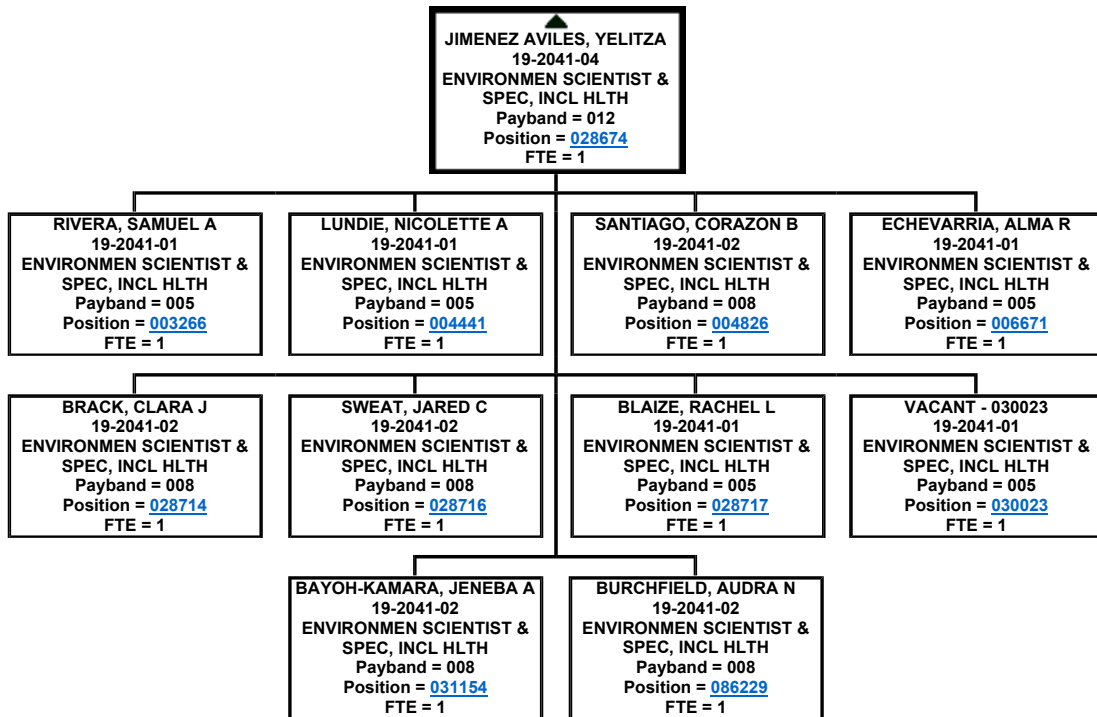 JIMENEZ AVILES, YELITZA
19-2041-04
ENVIRONMEN SCIENTIST &
SPEC, INCL HLTH
Payband = 012
Position = 028674
FTE = 1
RIVERA, SAMUEL A
19-2041-01
ENVIRONMEN SCIENTIST &
SPEC, INCL HLTH
Payband = 005
Position = 003266
FTE = 1
LUNDIE, NICOLETTE A
19-2041-01
ENVIRONMEN SCIENTIST &
SPEC, INCL HLTH
Payband = 005
Position = 004441
FTE = 1
SANTIAGO, CORAZON B
19-2041-02
ENVIRONMEN SCIENTIST &
SPEC, INCL HLTH
Payband = 008
Position = 004826
FTE = 1
ECHEVARRIA, ALMA R
19-2041-01
ENVIRONMEN SCIENTIST &
SPEC, INCL HLTH
Payband = 005
Position = 006671
FTE = 1
BRACK, CLARA J
19-2041-02
ENVIRONMEN SCIENTIST &
SPEC, INCL HLTH
Payband = 008
Position = 028714
FTE = 1
SWEAT, JARED C
19-2041-02
ENVIRONMEN SCIENTIST &
SPEC, INCL HLTH
Payband = 008
Position = 028716
FTE = 1
BLAIZE, RACHEL L
19-2041-01
ENVIRONMEN SCIENTIST &
SPEC, INCL HLTH
Payband = 005
Position = 028717
FTE = 1
VACANT - 030023
19-2041-01
ENVIRONMEN SCIENTIST &
SPEC, INCL HLTH
Payband = 005
Position = 030023
FTE = 1
BAYOH-KAMARA, JENEBA A
19-2041-02
ENVIRONMEN SCIENTIST &
SPEC, INCL HLTH
Payband = 008
Position = 031154
FTE = 1
BURCHFIELD, AUDRA N
19-2041-02
ENVIRONMEN SCIENTIST &
SPEC, INCL HLTH
Payband = 008
Position = 086229
FTE = 1